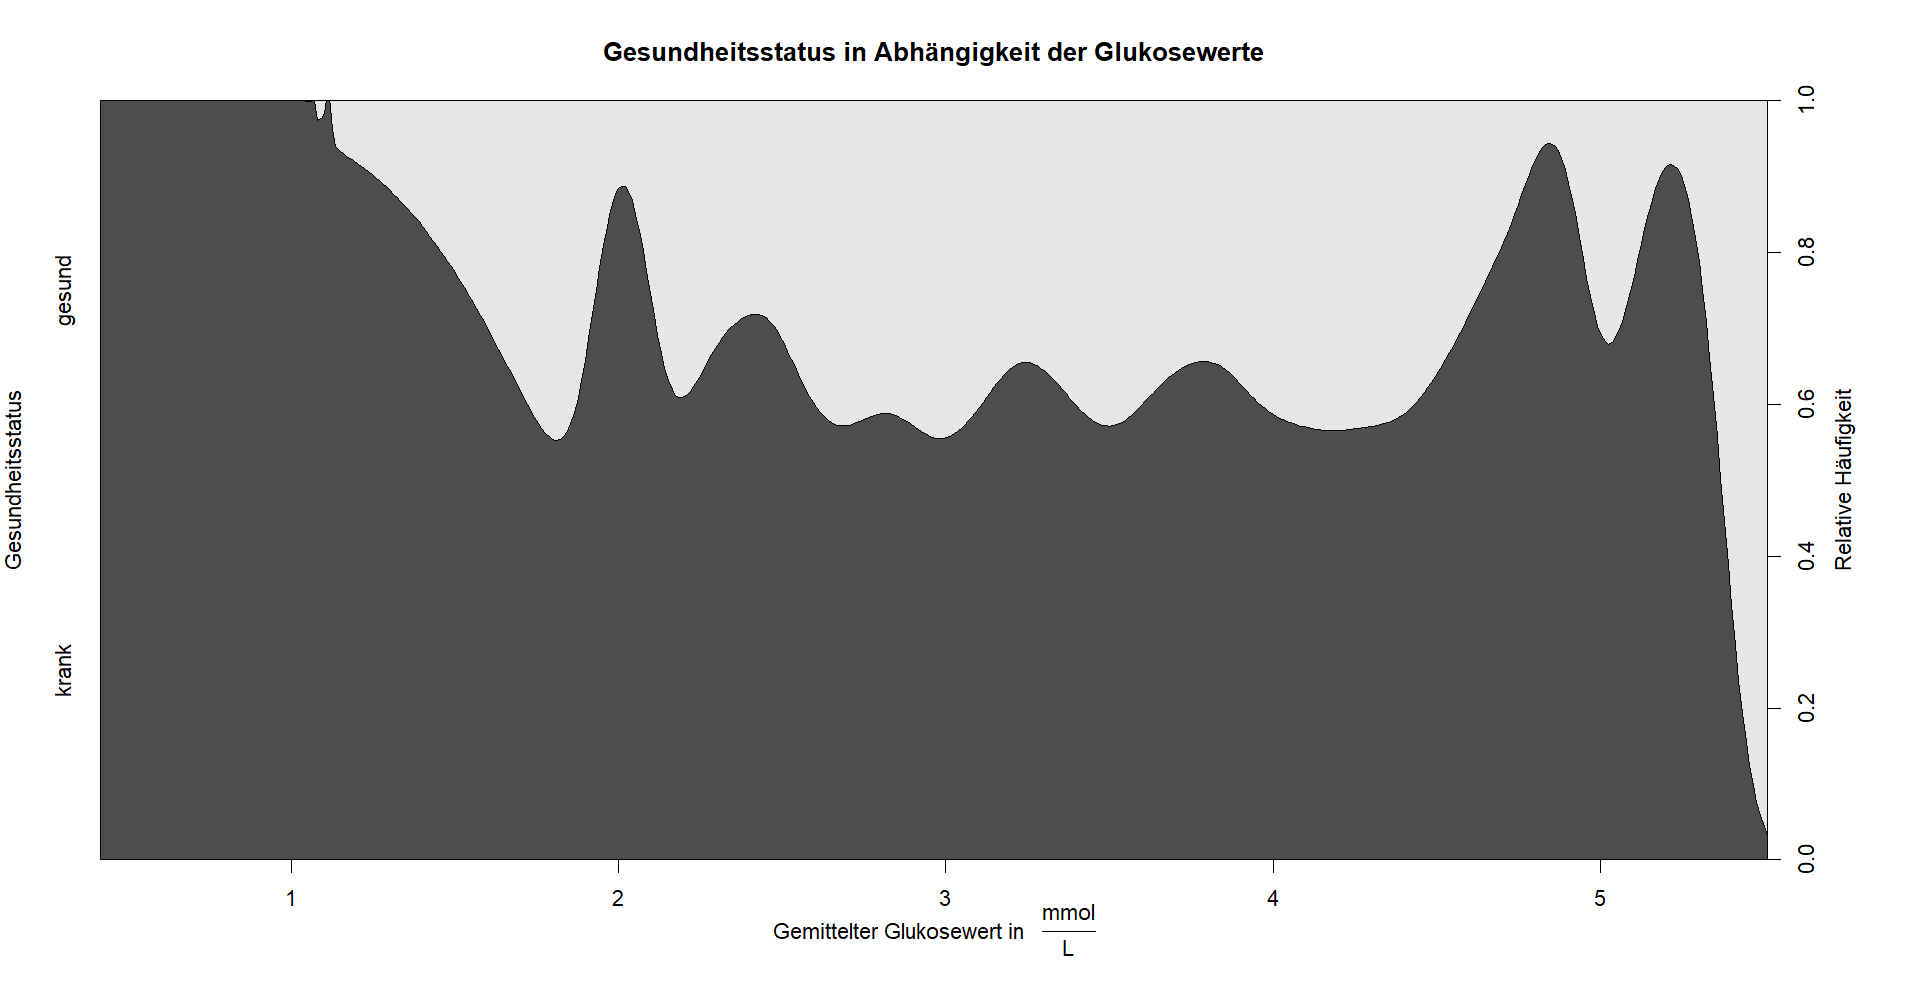 Gesundheitsstatus in Abhängigkeit der Glukosewerte
Gesundheitsstatus
gesund
krank
1.0
0.8
0.6
0.4
0.2
0.0
Relative Häufigkeit
1 2 3 4 5
Gemittelter Glukosewert in mmol
L